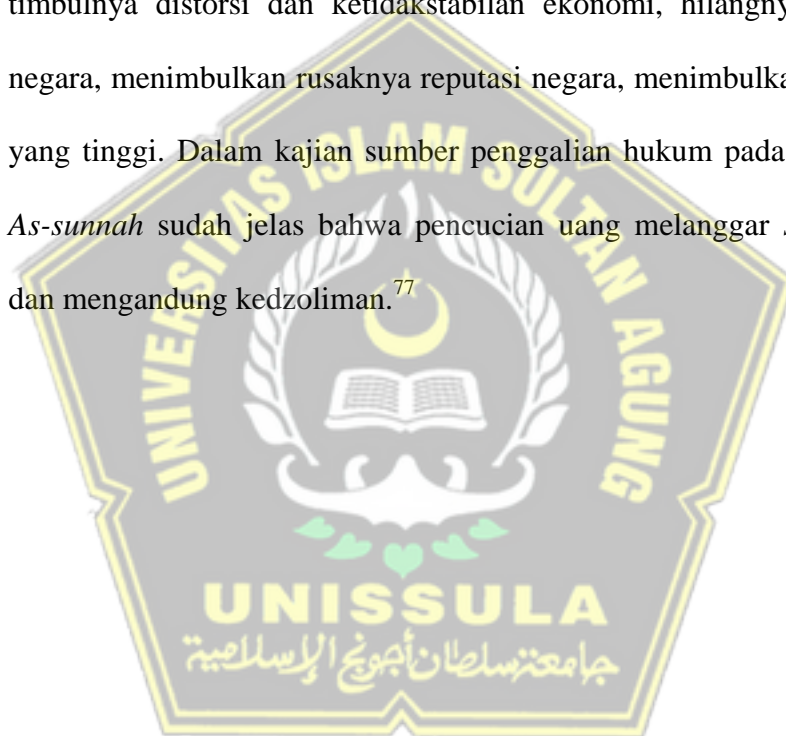 timbulnya distorsi dan ketidakstabilan ekonomi, hilangny
negara, menimbulkan rusaknya reputasi negara, menimbulka
yang tinggi. Dalam kajian sumber penggalian hukum pada
As-sunnah sudah jelas bahwa pencucian uang melanggar
dan mengandung kedzoliman.77
UNIVERSITAS ISLAM SULTAN AGUNG
UNISSULA
جامعتنسلطان أجونج الإسلامية